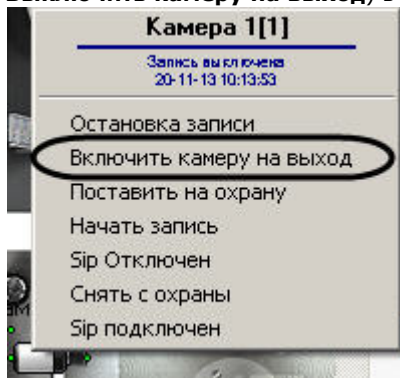 Камера 1[1]
Запись выключена
20-11-13 10:13:53
Остановка записи
Включить камеру на выход
Поставить на охрану
Начать запись
Sip Отключен
Снять с охраны
Sip подключен